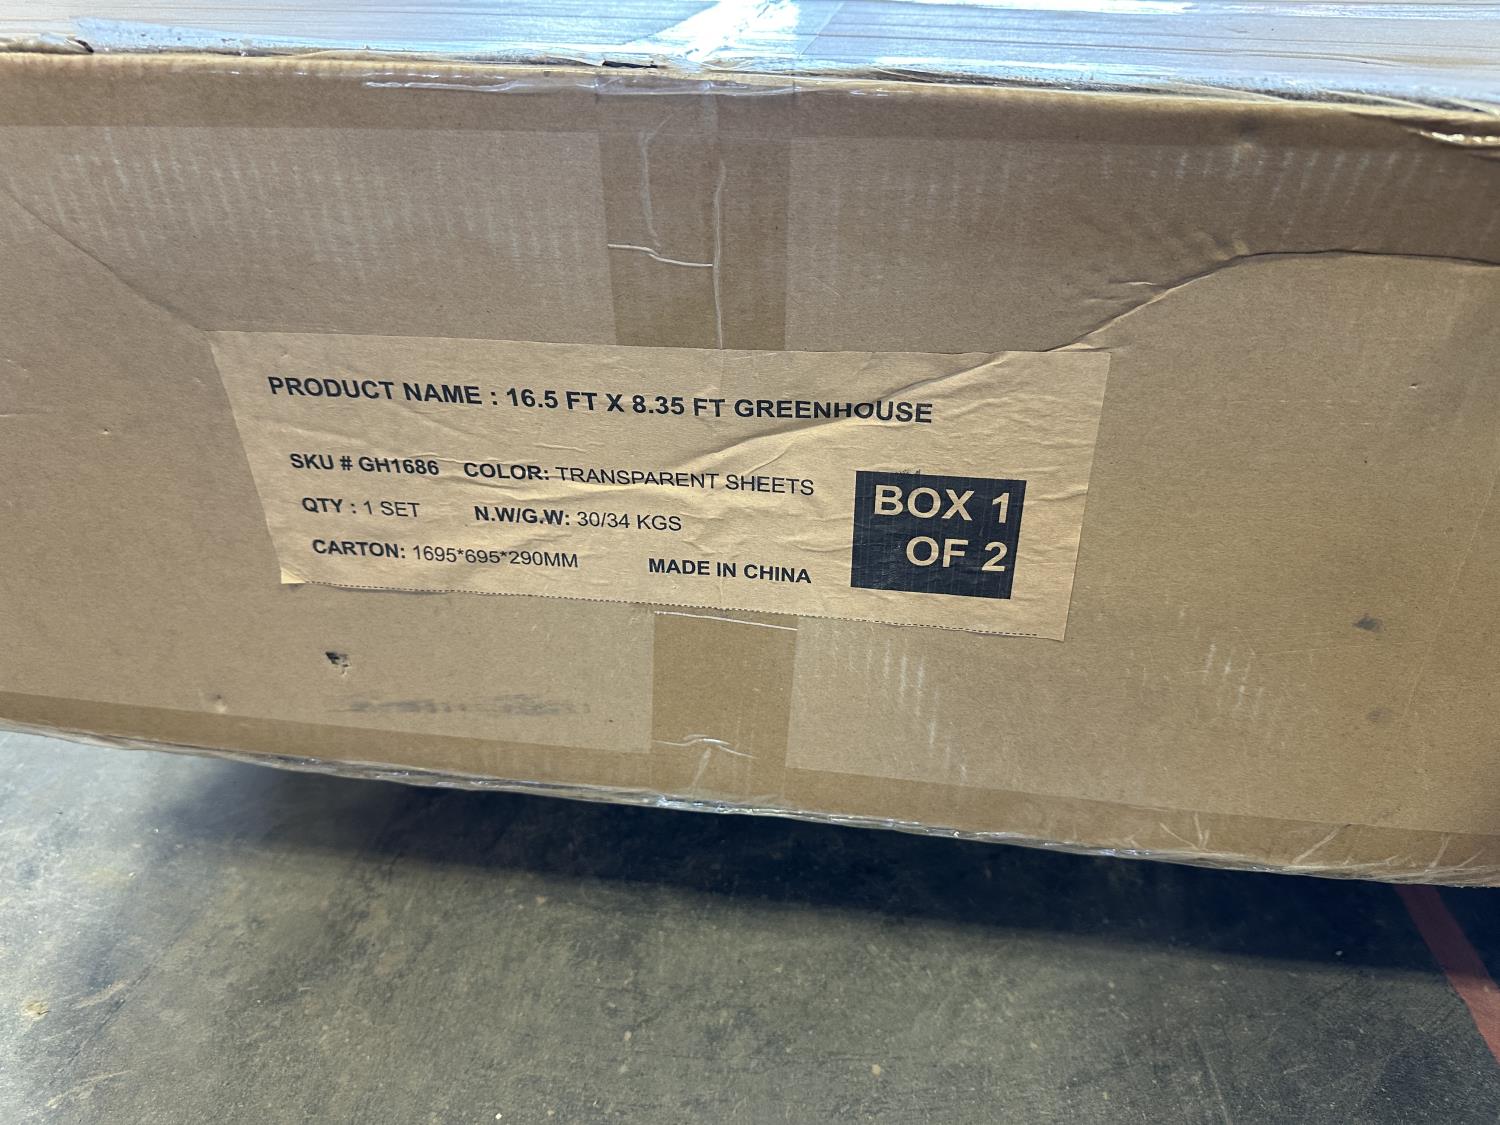 PRODUCT NAME : 16.5 FT X 8.35 FT GREENHOUSE
SKU # GH1686 COLOR: TRANSPARENT SHEETS
QTY : 1 SET N.W/G.W: 30/34 KGS
CARTON: 1695*695*290MM MADE IN CHINA
BOX 1
OF 2